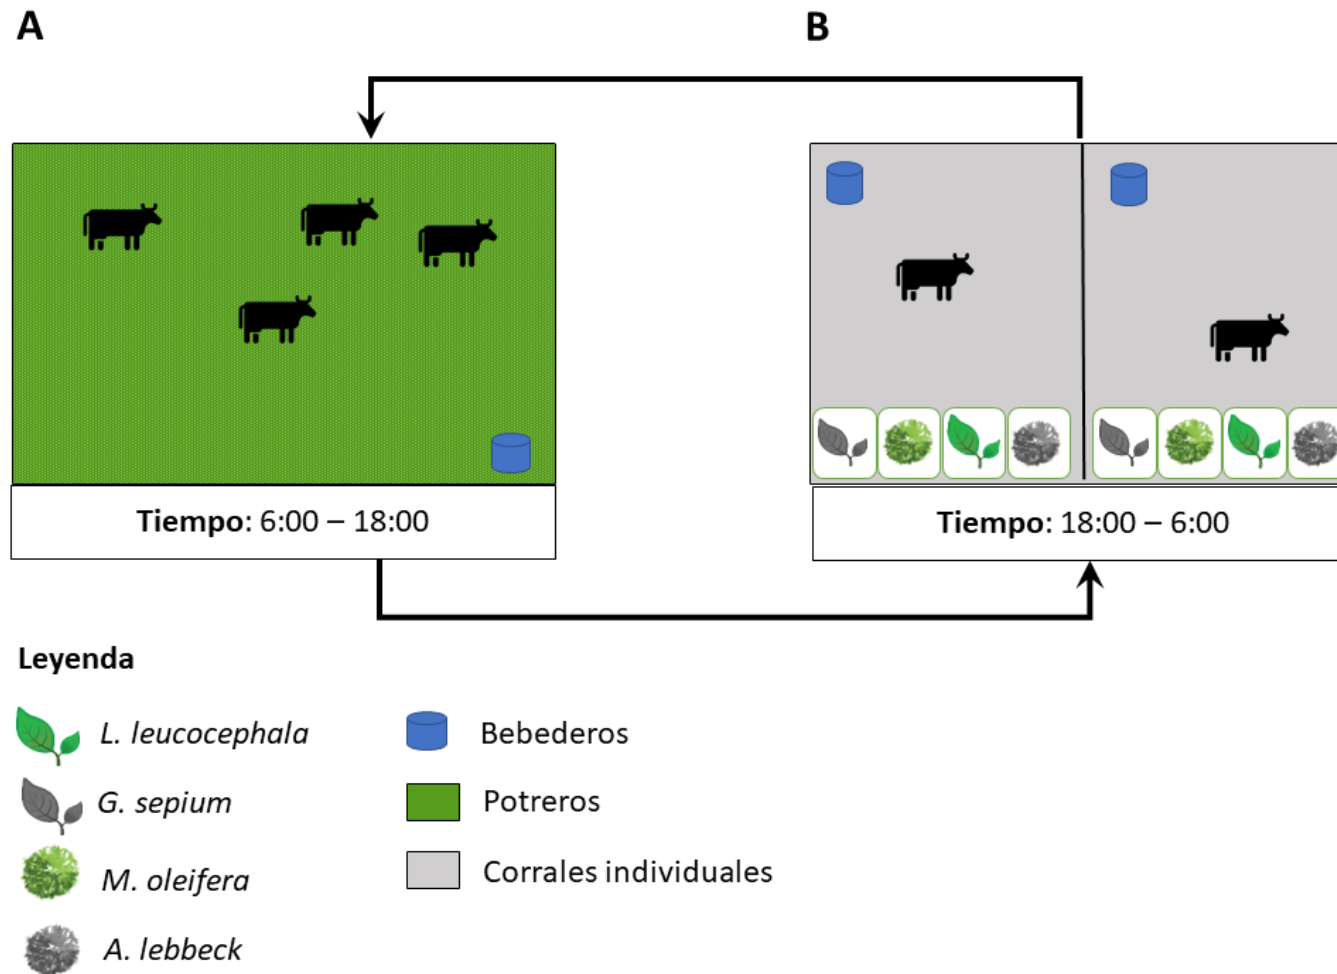 A
B
Tiempo: 6:00 – 18:00
Tiempo: 18:00 – 6:00
Leyenda
L. leucocephala
G. sepium
M. oleifera
A. lebbeck
Bebederos
Potreros
Corrales individuales